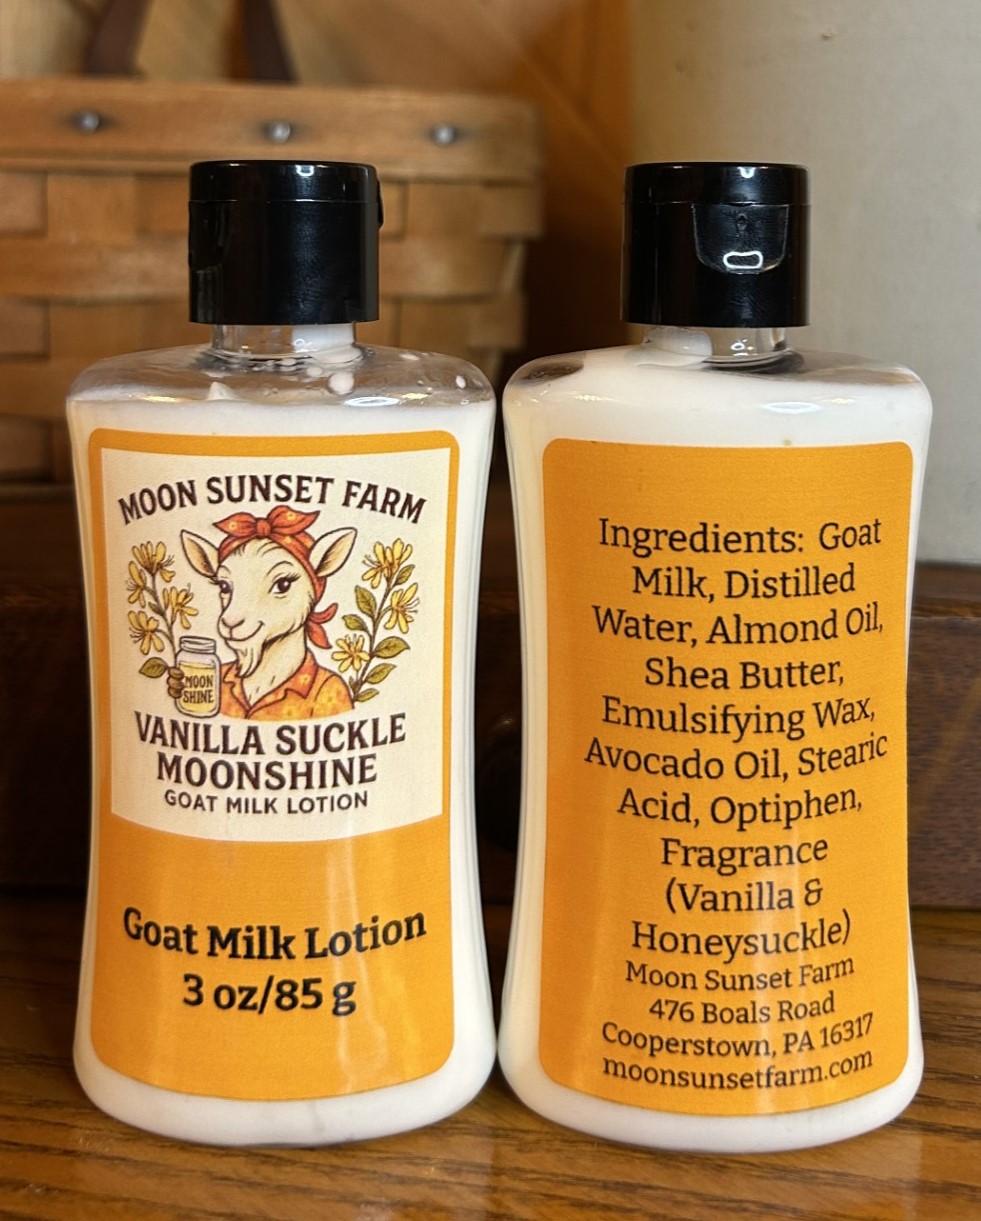 MOON SUNSET FARM
MOON
SHINE
VANILLA SUCKLE
MOONSHINE
GOAT MILK LOTION
Goat Milk Lotion
3 oz/85 g
Ingredients: Goat
Milk, Distilled
Water, Almond Oil,
Shea Butter,
Emulsifying Wax,
Avocado Oil, Stearic
Acid, Optiphen,
Fragrance
(Vanilla &
Honeysuckle)
Moon Sunset Farm
476 Boals Road
Cooperstown, PA 16317
moonsunsetfarm.com